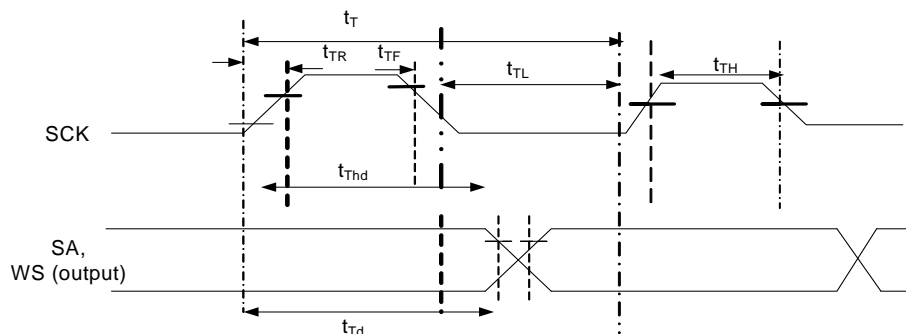 tT
tTR
tTF
tTL
tTH
SCK
tThd
SA,
WS (output)
tTd